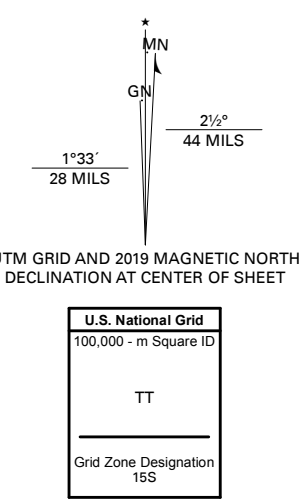 ★
MN
GN
2½°
44 MILS
1°33´
28 MILS
UTM GRID AND 2019 MAGNETIC NORTH
DECLINATION AT CENTER OF SHEET
U.S. National Grid
100,000 - m Square ID
TT
Grid Zone Designation
15S